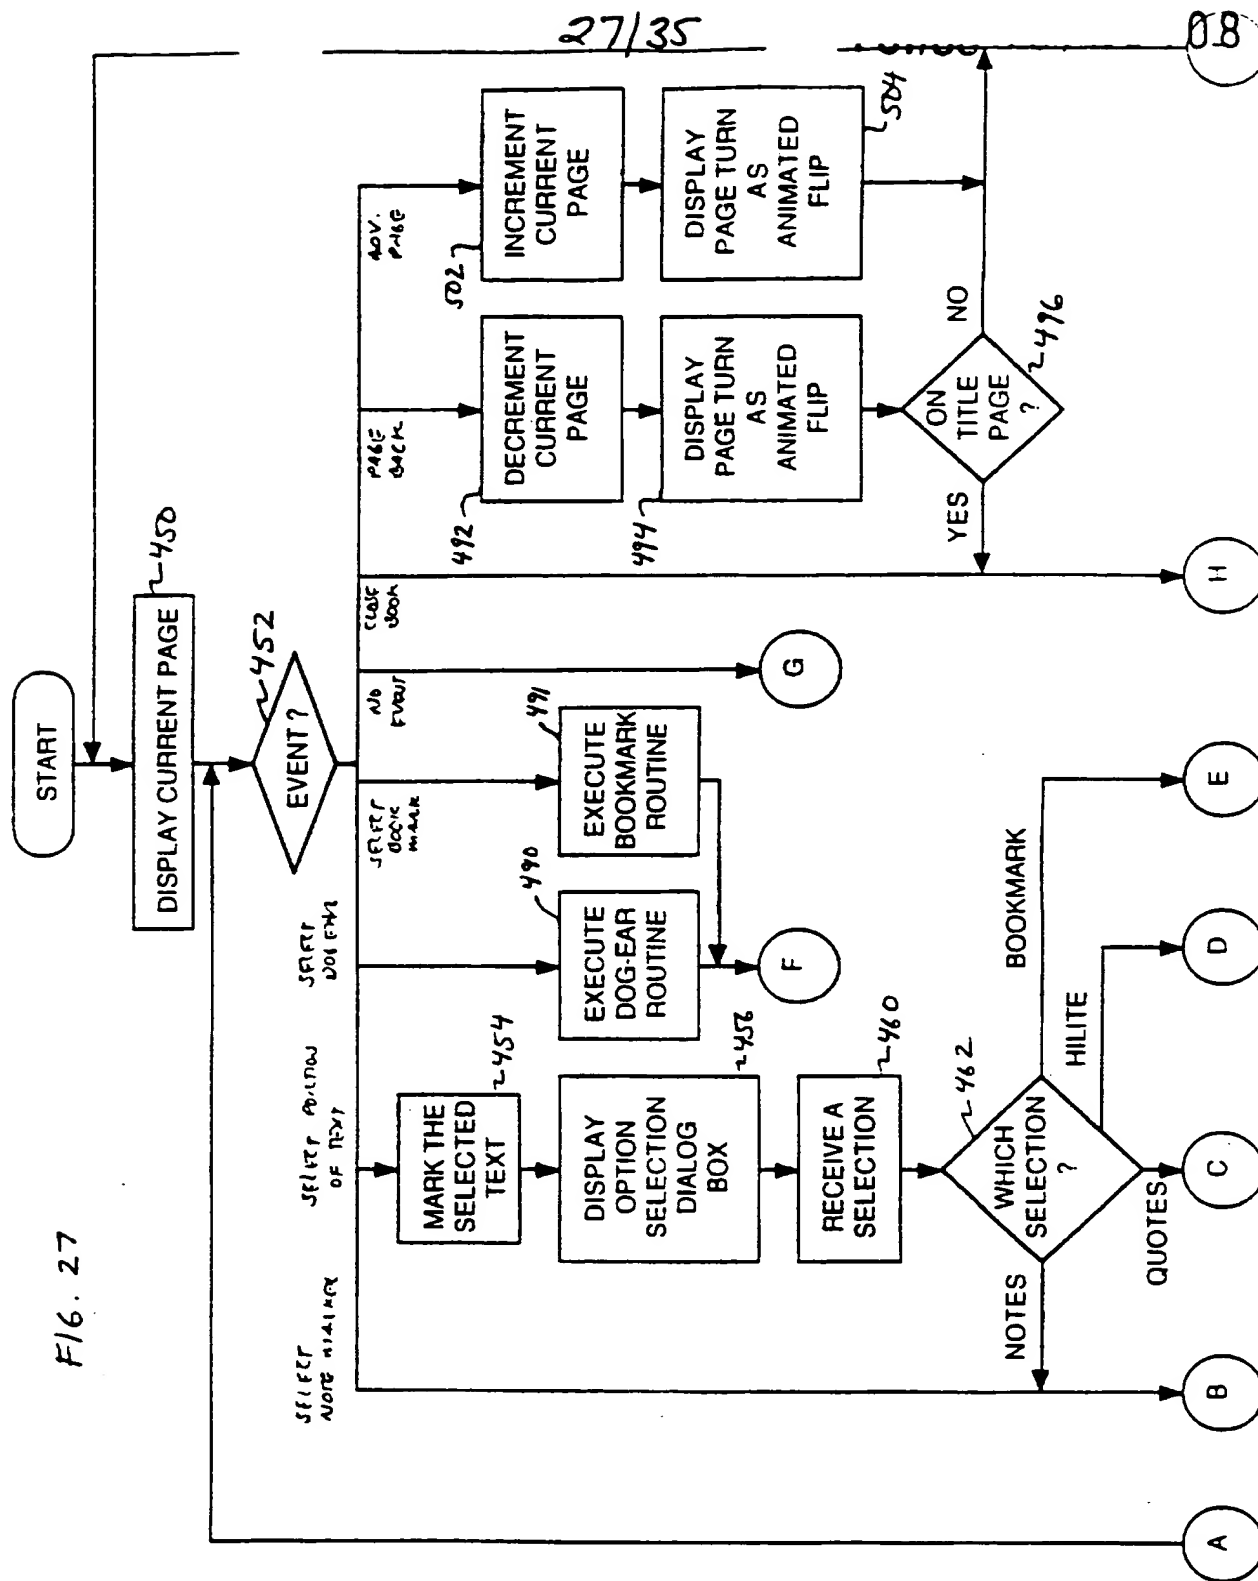 27/35
08
FIG. 27
START
DISPLAY CURRENT PAGE
450
EVENT ?
452
SELECT
NOTE MARKER
SELECT PORTION
OF TEXT
SELECT
DOG EAR
SELECT
BOOK
MARK
NO
EVENT
CLOSE
BOOK
PAGE
BACK
ADV.
PAGE
MARK THE
SELECTED
TEXT
454
DISPLAY
OPTION
SELECTION
DIALOG
BOX
RECEIVE A
SELECTION
460
WHICH
SELECTION
?
462
NOTES
QUOTES
HILITE
BOOKMARK
EXECUTE
DOG-EAR
ROUTINE
490
EXECUTE
BOOKMARK
ROUTINE
491
DECREMENT
CURRENT
PAGE
492
DISPLAY
PAGE TURN
AS
ANIMATED
FLIP
494
ON
TITLE
PAGE
?
496
YES
NO
INCREMENT
CURRENT
PAGE
502
DISPLAY
PAGE TURN
AS
ANIMATED
FLIP
504
A
B
C
D
E
F
G
H